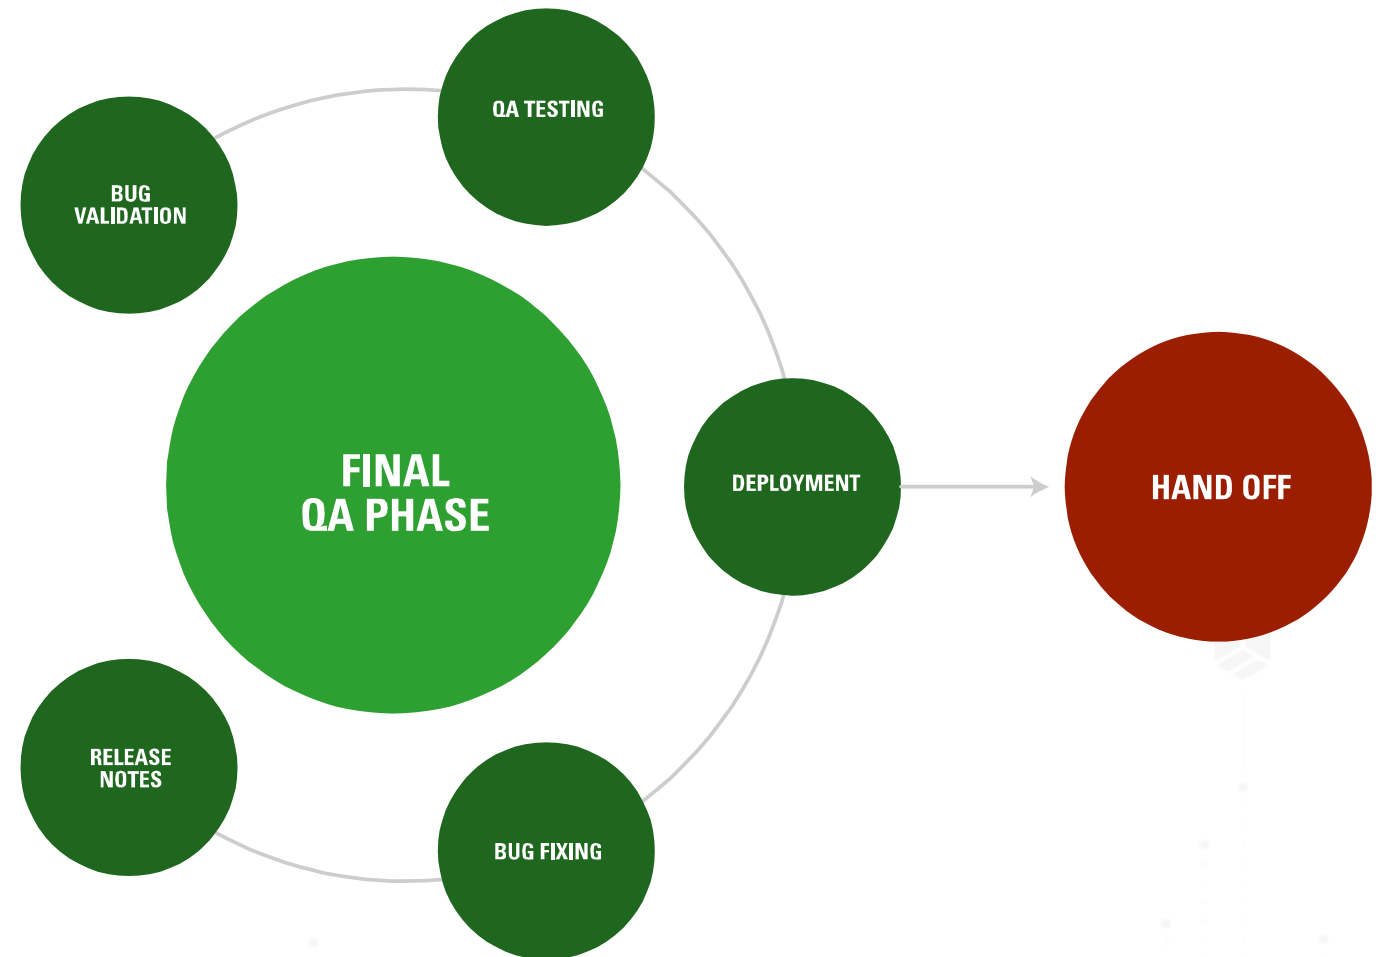 QA TESTING
BUG
VALIDATION
FINAL
QA PHASE
DEPLOYMENT
HAND OFF
RELEASE
NOTES
BUG FIXING